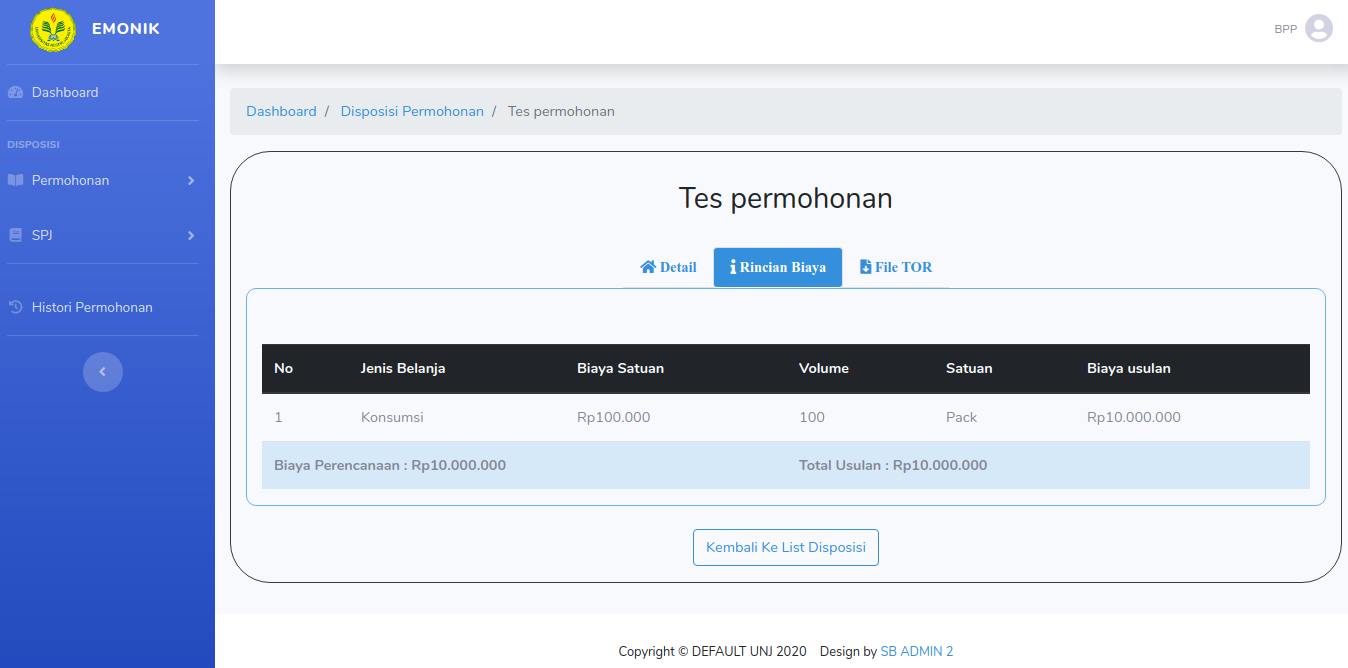 EMONIK
BPP
Dashboard
DISPOSISI
Permohonan
SPJ
Histori Permohonan
Dashboard / Disposisi Permohonan / Tes permohonan
Tes permohonan
Detail Rincian Biaya File TOR
No Jenis Belanja Biaya Satuan Volume Satuan Biaya usulan
1 Konsumsi Rp100.000 100 Pack Rp10.000.000
Biaya Perencanaan : Rp10.000.000 Total Usulan : Rp10.000.000
Kembali Ke List Disposisi
Copyright © DEFAULT UNJ 2020 Design by SB ADMIN 2